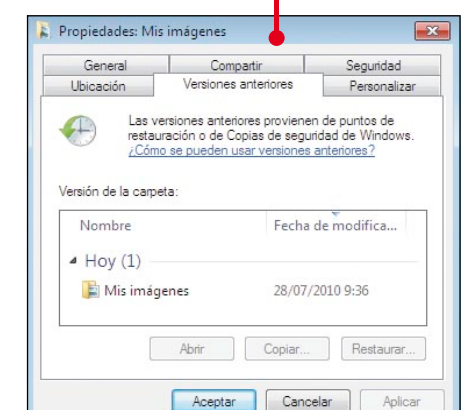 Propiedades: Mis imágenes
General Compartir Seguridad
Ubicación Versiones anteriores Personalizar
Las versiones anteriores provienen de puntos de
restauración o de Copias de seguridad de Windows.
¿Cómo se pueden usar versiones anteriores?
Versión de la carpeta:
Nombre Fecha de modifica...
Hoy (1)
Mis imágenes 28/07/2010 9:36
Abrir Copiar... Restaurar...
Aceptar Cancelar Aplicar